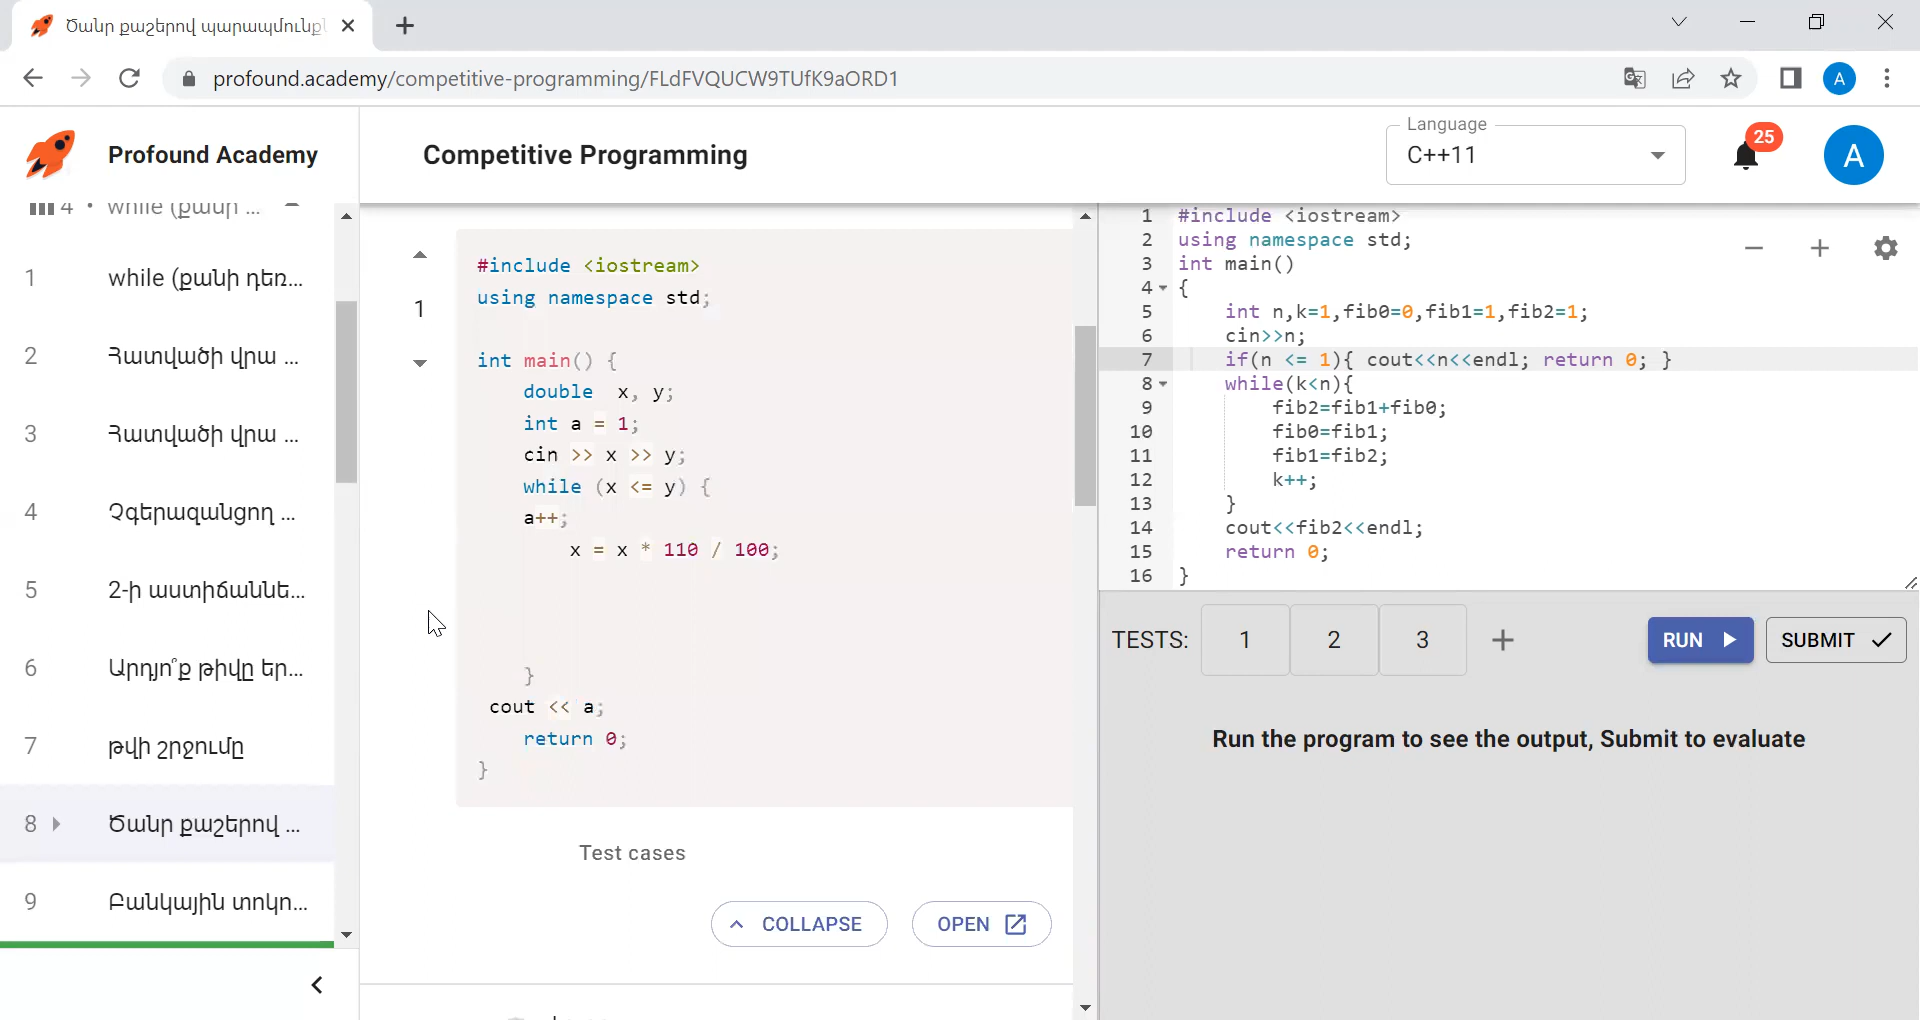 Ծանր քաշերով պարապմունք
profound.academy/competitive-programming/FLdFVQUCW9TUfK9aORD1
A
Profound Academy
Competitive Programming
Language
C++11
25
A
4 • while (քանի ...
1 while (քանի դեռ...
2 Հատվածի վրա ...
3 Հատվածի վրա ...
4 Չգերազանցող ...
5 2-ի աստիճաննե...
6 Արդյո՞ք թիվը եր...
7 թվի շրջումը
8 Ծանր քաշերով ...
9 Բանկային տոկո...
1
#include <iostream>
using namespace std;
int main() {
double x, y;
int a = 1;
cin >> x >> y;
while (x <= y) {
a++;
x = x * 110 / 100;
}
cout << a;
return 0;
}
Test cases
COLLAPSE
OPEN
1 #include <iostream>
2 using namespace std;
3 int main()
4 {
5 int n,k=1,fib0=0,fib1=1,fib2=1;
6 cin>>n;
7 if(n <= 1){ cout<<n<<endl; return 0; }
8 while(k<n){
9 fib2=fib1+fib0;
10 fib0=fib1;
11 fib1=fib2;
12 k++;
13 }
14 cout<<fib2<<endl;
15 return 0;
16 }
TESTS: 1 2 3 +
RUN
SUBMIT
Run the program to see the output, Submit to evaluate